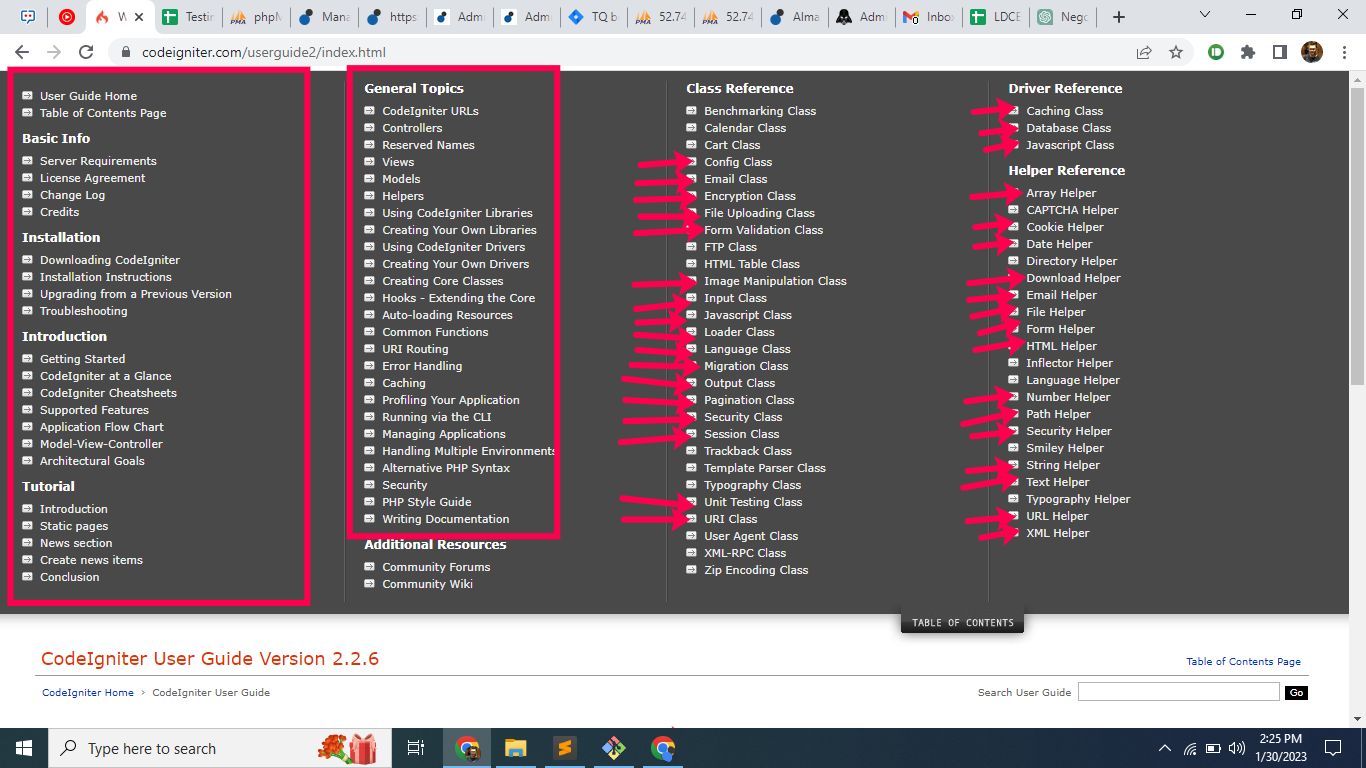 W
Testin
phpM
Mana
https
Admi
Admi
TQ b
52.74
52.74
Alma
Admi
Inbox
LDCE
Nego
codeigniter.com/userguide2/index.html
User Guide Home
Table of Contents Page
Basic Info
Server Requirements
License Agreement
Change Log
Credits
Installation
Downloading CodeIgniter
Installation Instructions
Upgrading from a Previous Version
Troubleshooting
Introduction
Getting Started
CodeIgniter at a Glance
CodeIgniter Cheatsheets
Supported Features
Application Flow Chart
Model-View-Controller
Architectural Goals
Tutorial
Introduction
Static pages
News section
Create news items
Conclusion
General Topics
CodeIgniter URLs
Controllers
Reserved Names
Views
Models
Helpers
Using CodeIgniter Libraries
Creating Your Own Libraries
Using CodeIgniter Drivers
Creating Your Own Drivers
Creating Core Classes
Hooks - Extending the Core
Auto-loading Resources
Common Functions
URI Routing
Error Handling
Caching
Profiling Your Application
Running via the CLI
Managing Applications
Handling Multiple Environments
Alternative PHP Syntax
Security
PHP Style Guide
Writing Documentation
Additional Resources
Community Forums
Community Wiki
Class Reference
Benchmarking Class
Calendar Class
Cart Class
Config Class
Email Class
Encryption Class
File Uploading Class
Form Validation Class
FTP Class
HTML Table Class
Image Manipulation Class
Input Class
Javascript Class
Loader Class
Language Class
Migration Class
Output Class
Pagination Class
Security Class
Session Class
Trackback Class
Template Parser Class
Typography Class
Unit Testing Class
URI Class
User Agent Class
XML-RPC Class
Zip Encoding Class
Driver Reference
Caching Class
Database Class
Javascript Class
Helper Reference
Array Helper
CAPTCHA Helper
Cookie Helper
Date Helper
Directory Helper
Download Helper
Email Helper
File Helper
Form Helper
HTML Helper
Inflector Helper
Language Helper
Number Helper
Path Helper
Security Helper
Smiley Helper
String Helper
Text Helper
Typography Helper
URL Helper
XML Helper
TABLE OF CONTENTS
CodeIgniter User Guide Version 2.2.6
Table of Contents Page
CodeIgniter Home › CodeIgniter User Guide
Search User Guide
Go
Type here to search
2:25 PM
1/30/2023